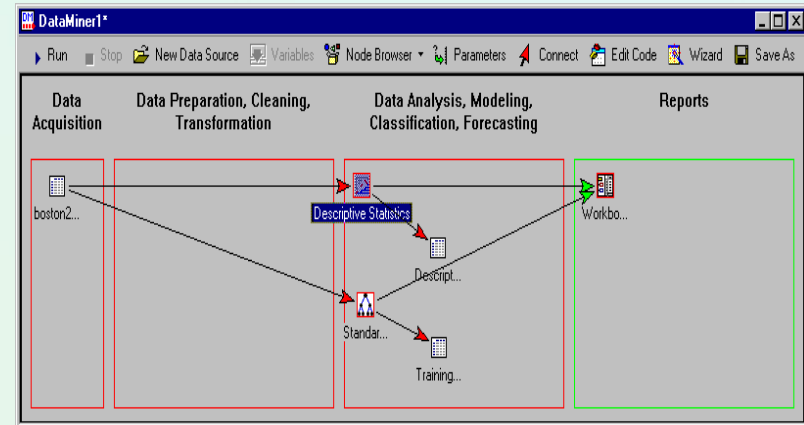 DataMiner1*
Run Stop New Data Source Variables Node Browser Parameters Connect Edit Code Wizard Save As
Data Acquisition
Data Preparation, Cleaning, Transformation
Data Analysis, Modeling, Classification, Forecasting
Reports
boston2...
Descriptive Statistics
Workbo...
Descript...
Standar...
Training...